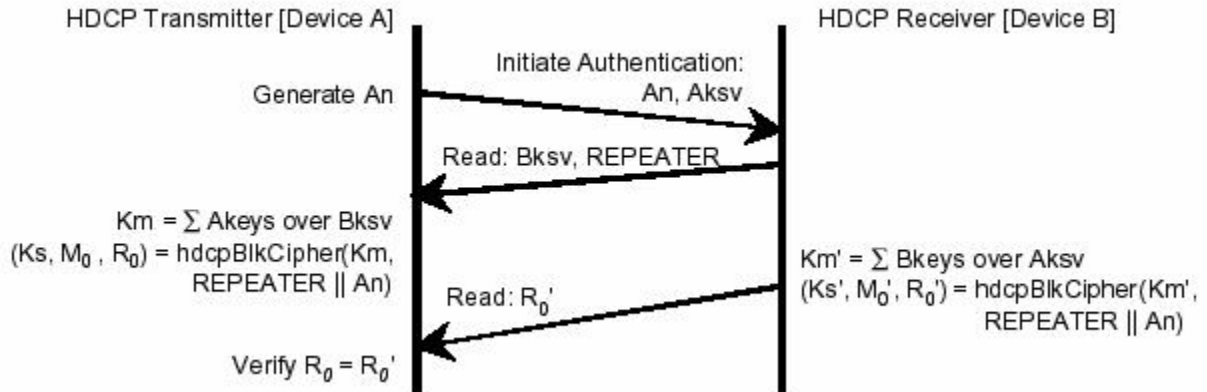 HDCP Transmitter [Device A]
HDCP Receiver [Device B]
Generate An
Initiate Authentication:
An, Aksv
Read: Bksv, REPEATER
Km = ∑ Akeys over Bksv
(Ks, M₀ , R₀) = hdcpBlkCipher(Km,
REPEATER || An)
Km' = ∑ Bkeys over Aksv
(Ks', M₀', R₀') = hdcpBlkCipher(Km',
REPEATER || An)
Read: R₀'
Verify R₀ = R₀'